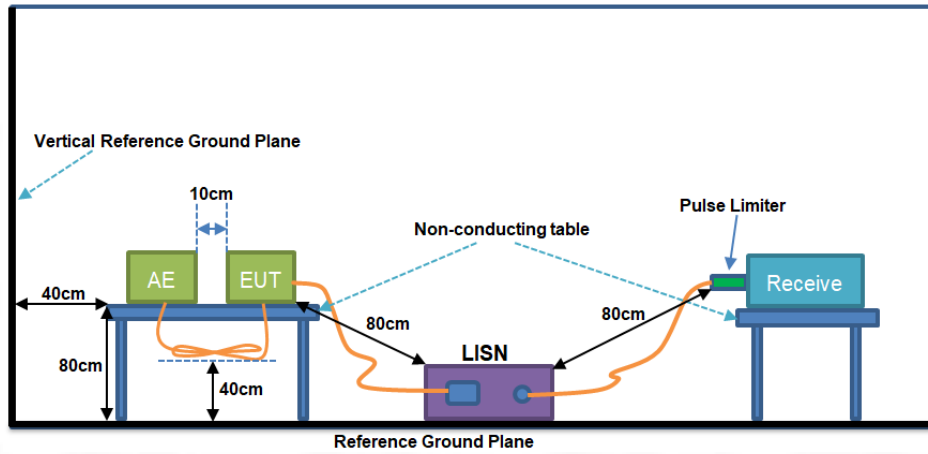 Vertical Reference Ground Plane
10cm
Pulse Limiter
Non-conducting table
AE
EUT
Receive
40cm
80cm
80cm
LISN
80cm
40cm
Reference Ground Plane